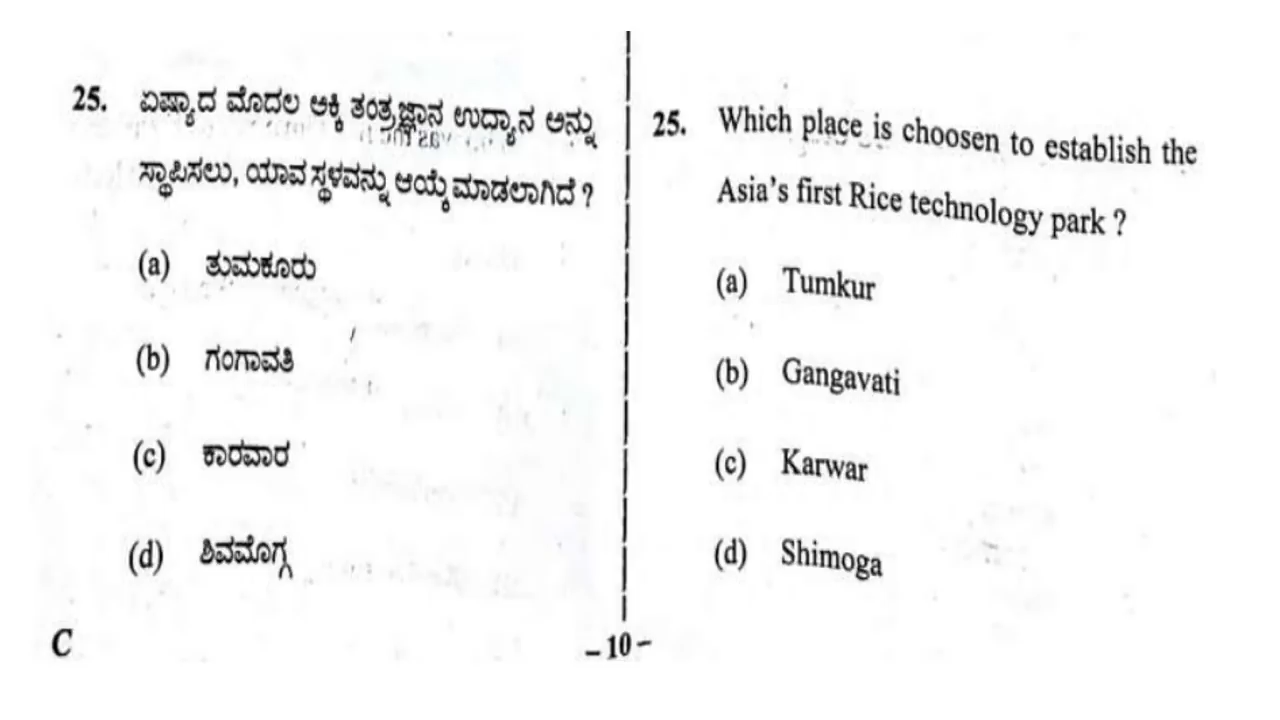 25. ಏಷ್ಯಾದ ಮೊದಲ ಅಕ್ಕಿ ತಂತ್ರಜ್ಞಾನ ಉದ್ಯಾನ ಅನ್ನು
ಸ್ಥಾಪಿಸಲು, ಯಾವ ಸ್ಥಳವನ್ನು ಆಯ್ಕೆಮಾಡಲಾಗಿದೆ ?
(a) ತುಮಕೂರು
(b) ಗಂಗಾವತಿ
(c) ಕಾರವಾರ
(d) ಶಿವಮೊಗ್ಗ
25. Which place is choosen to establish the
Asia's first Rice technology park ?
(a) Tumkur
(b) Gangavati
(c) Karwar
(d) Shimoga
C
– 10 –